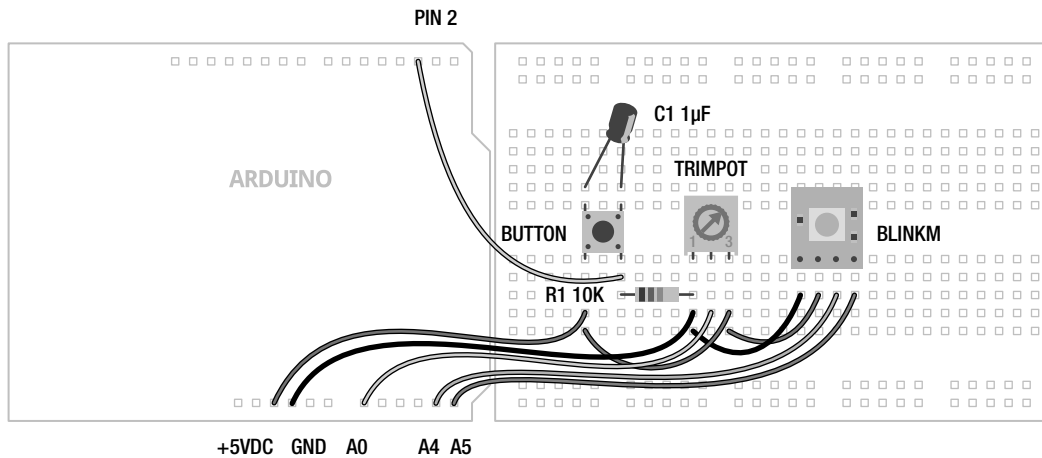 PIN 2
C1 1µF
ARDUINO
TRIMPOT
BUTTON
1 3
BLINKM
R1 10K
+5VDC GND A0 A4 A5